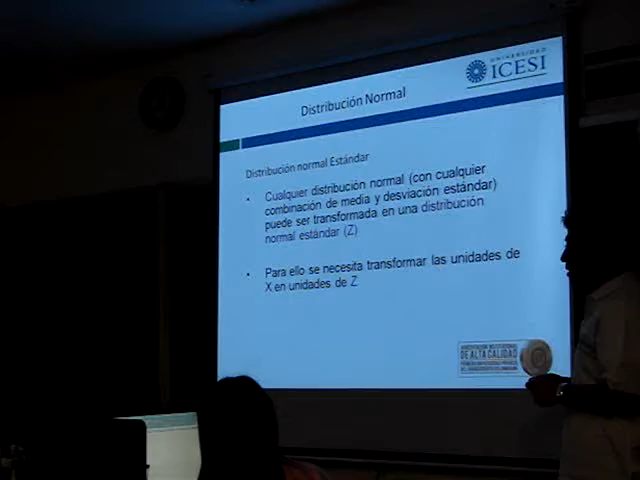 UNIVERSIDAD
ICESI
Distribución Normal
Distribución normal Estándar
• Cualquier distribución normal (con cualquier
combinación de media y desviación estándar)
puede ser transformada en una distribución
normal estándar (Z)
• Para ello se necesita transformar las unidades de
X en unidades de Z
ACREDITACIÓN INSTITUCIONAL
DE ALTA CALIDAD